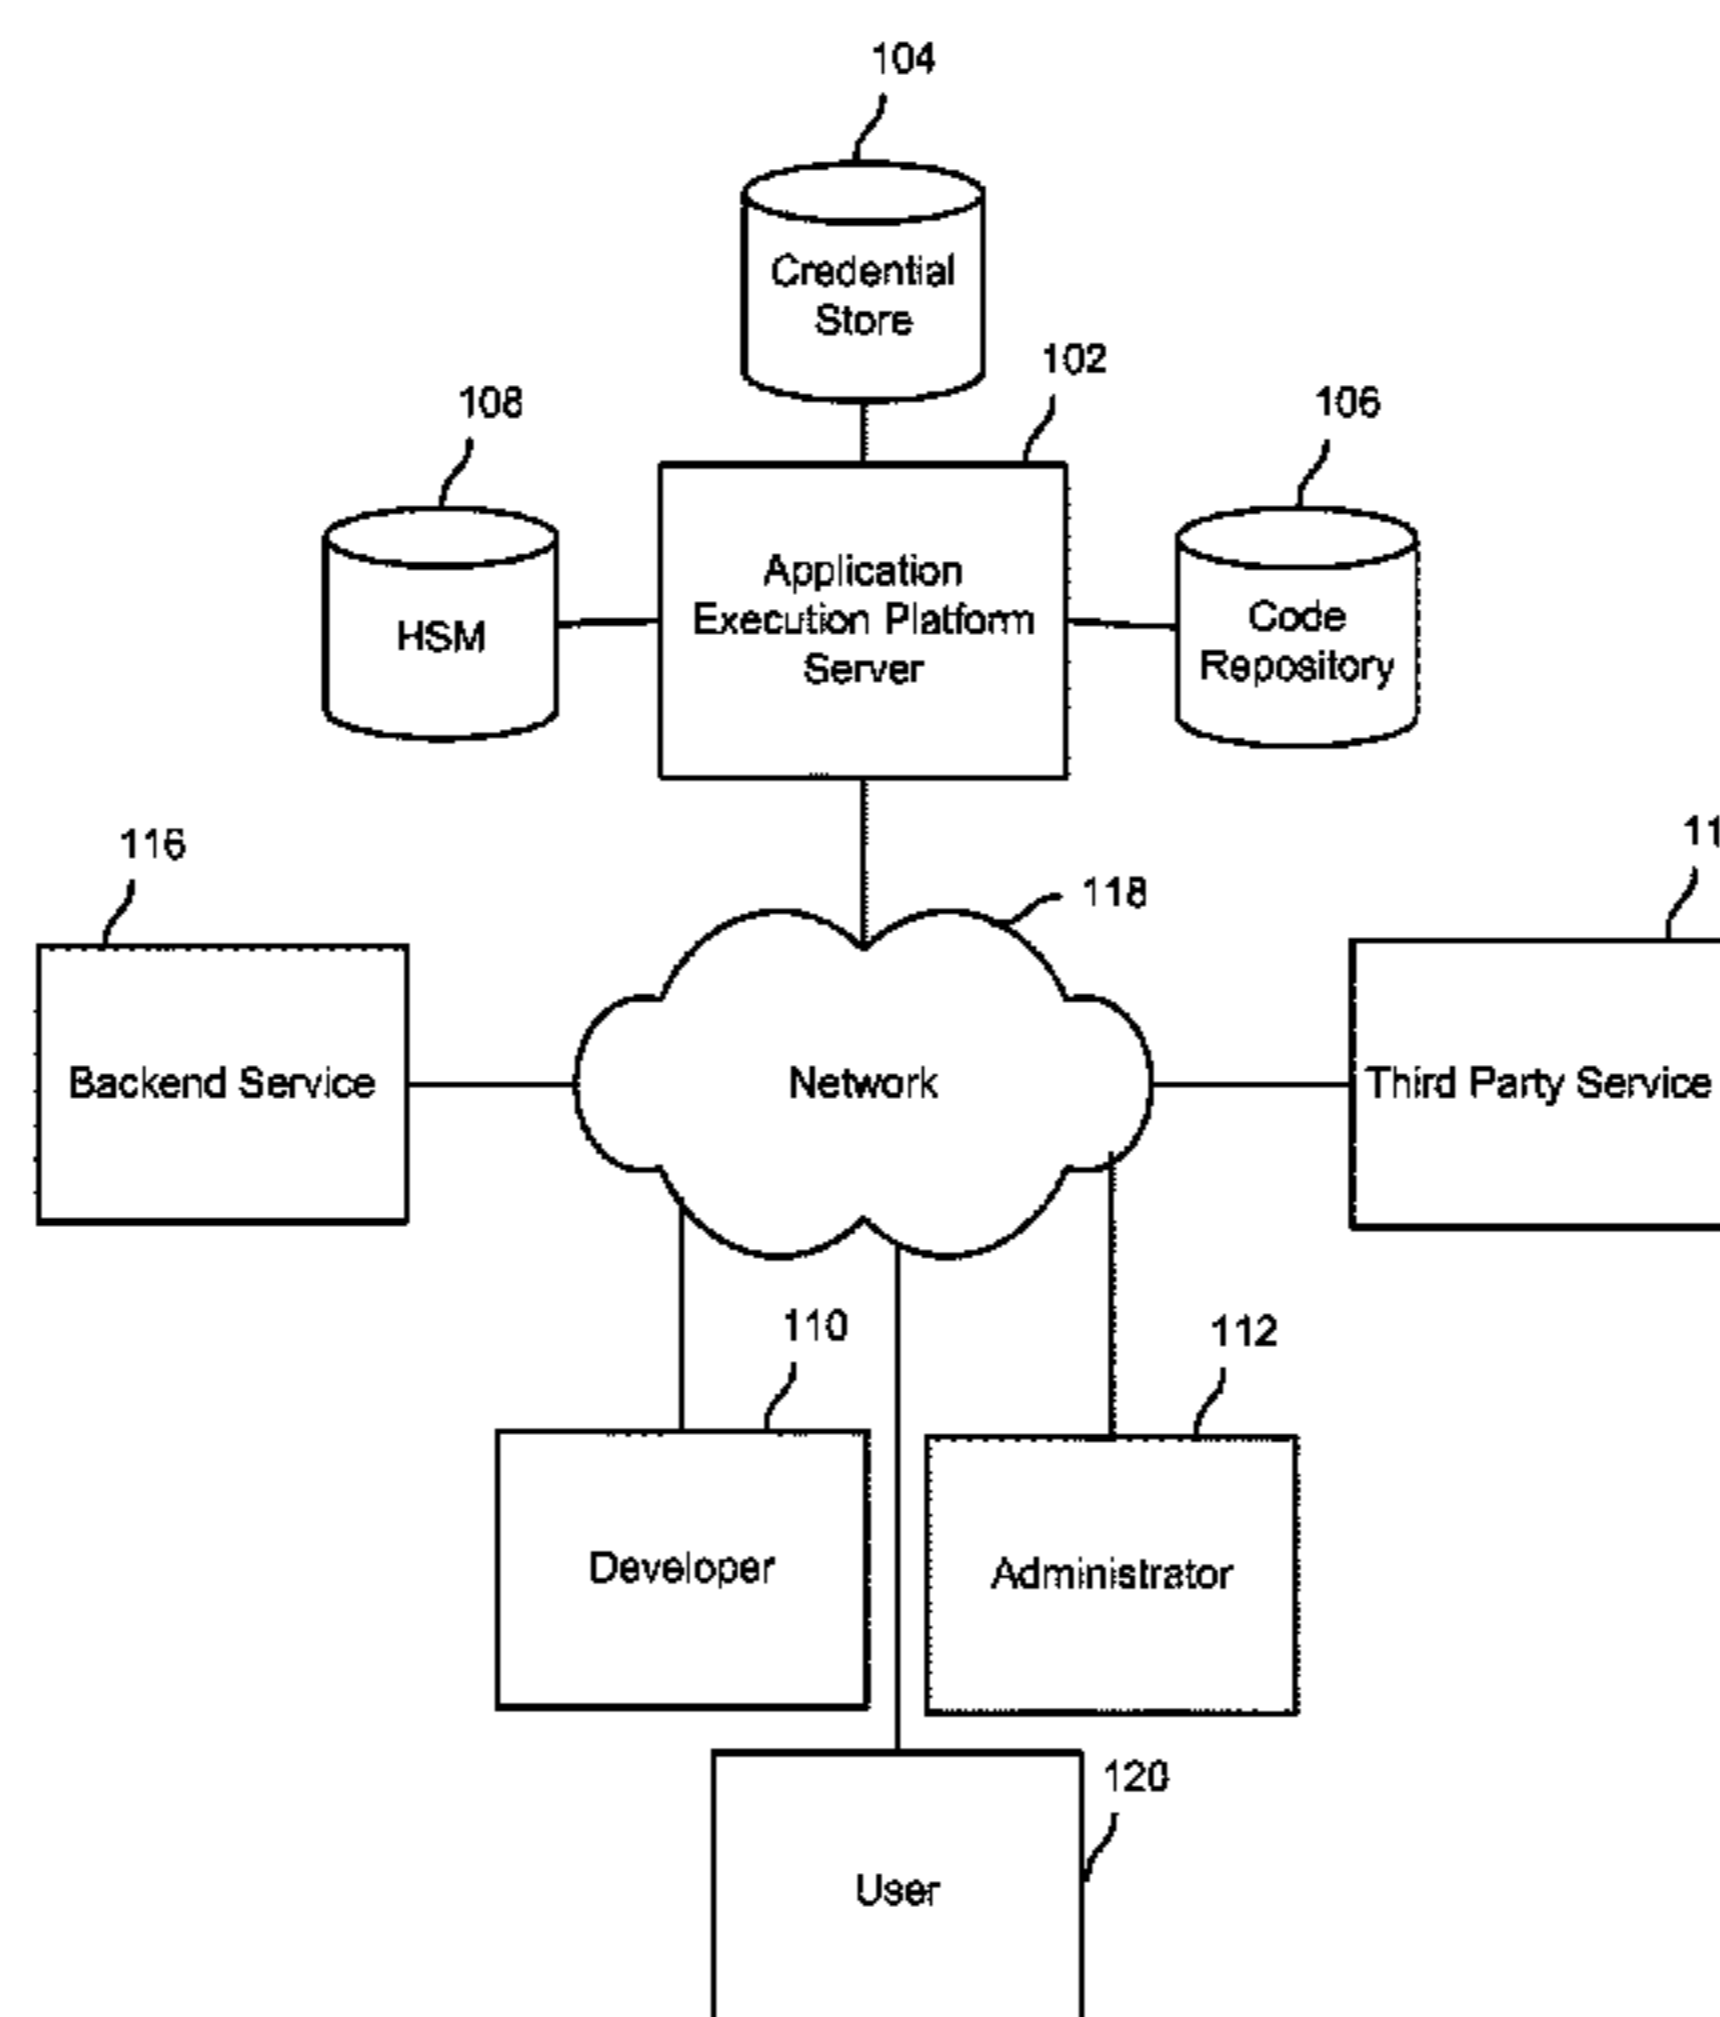 104
Credential
Store
102
108
106
Application
Execution Platform
Server
HSM
Code
Repository
116
118
Backend Service
Network
Third Party Service
110
112
Developer
Administrator
120
User